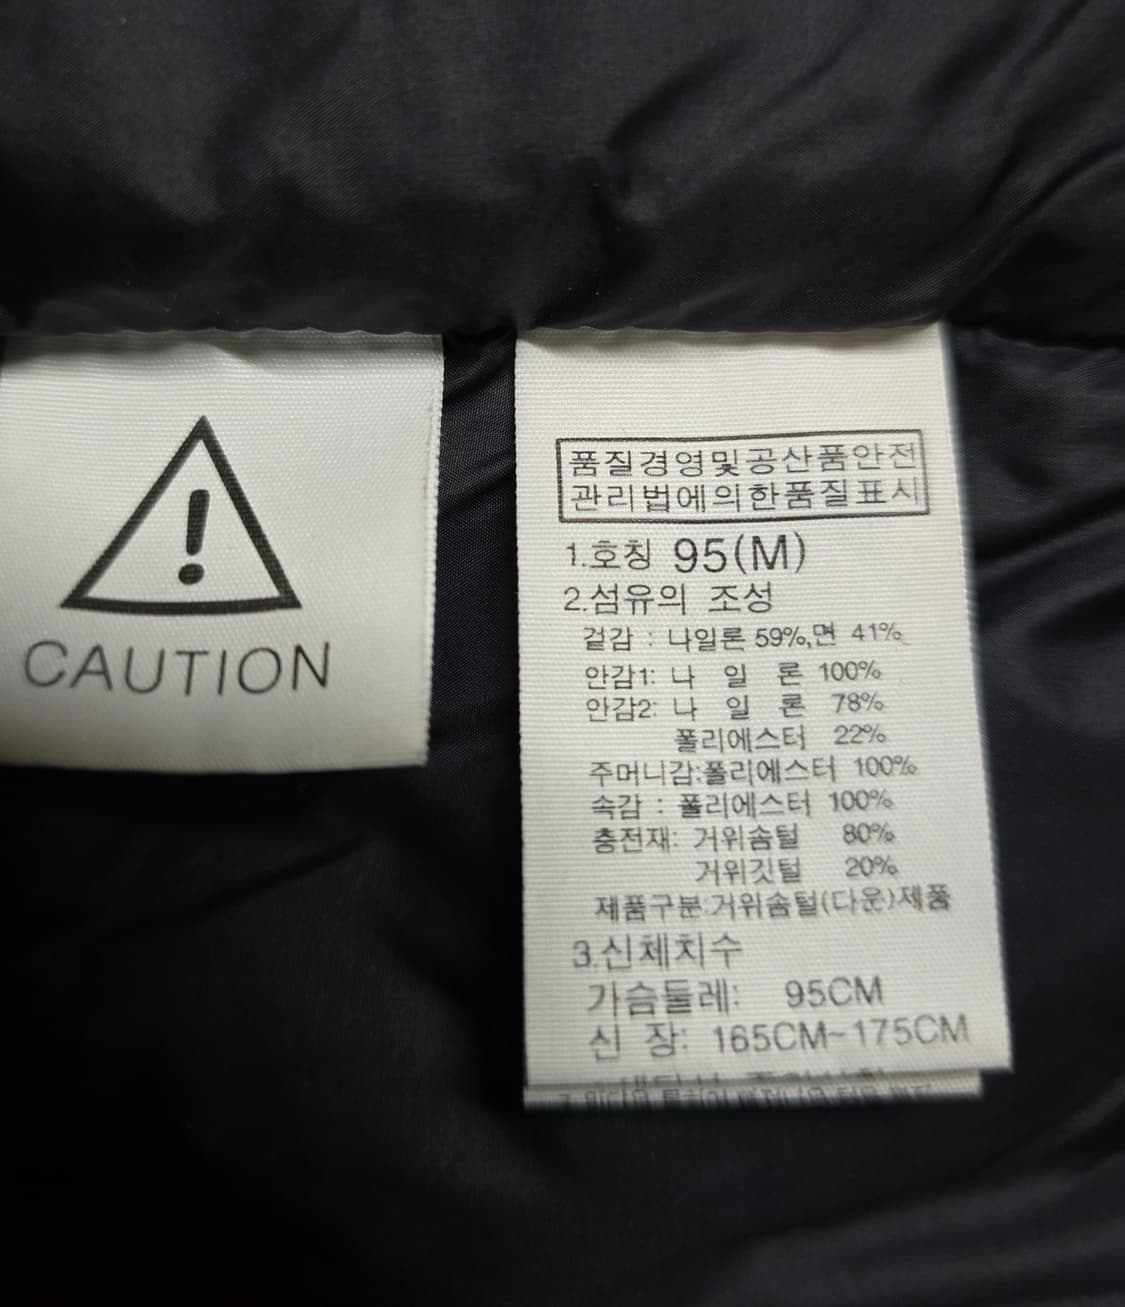 CAUTION
품질경영및공산품안전
관리법에의한품질표시
1.호칭 95(M)
2.섬유의 조성
겉감 : 나일론 59%,면 41%
안감1: 나 일 론 100%
안감2: 나 일 론 78%
폴리에스터 22%
주머니감:폴리에스터 100%
속감 : 폴리에스터 100%
충전재: 거위솜털 80%
거위깃털 20%
제품구분:거위솜털(다운)제품
3.신체치수
가슴둘레: 95CM
신 장: 165CM~175CM